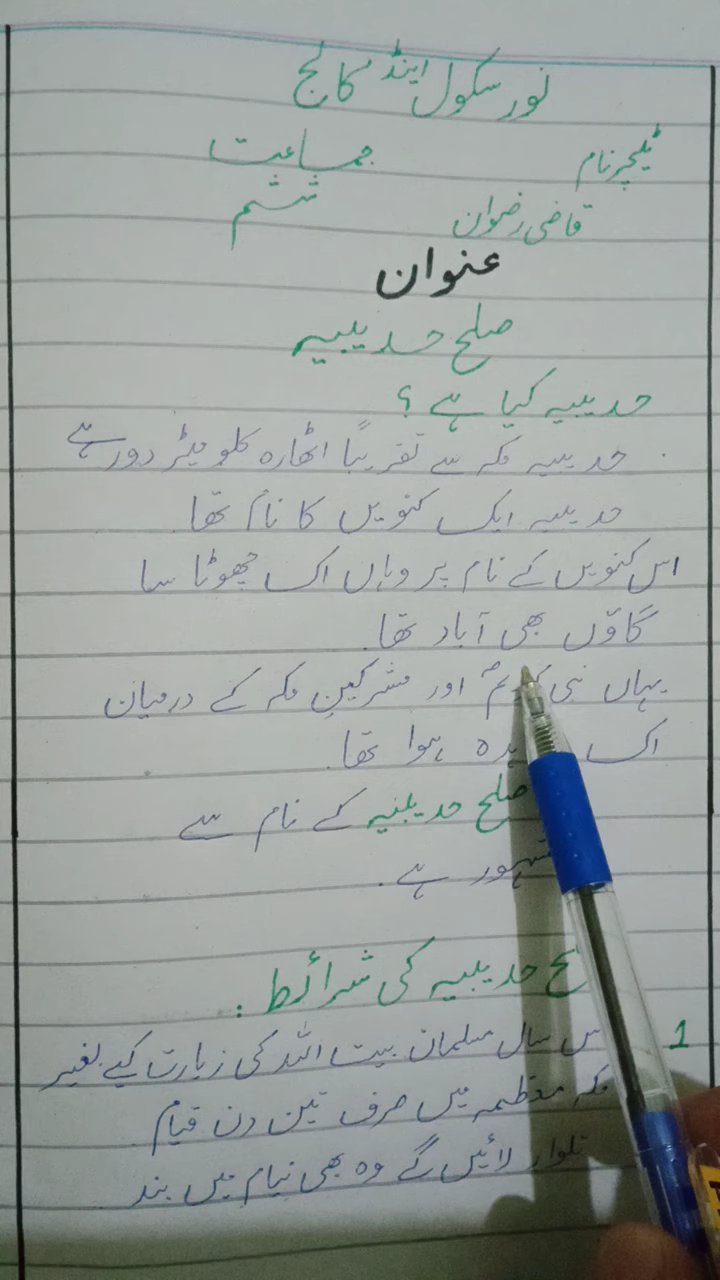 نور سکول اینڈ کالج
ٹیچر نام جماعت
قاضی رضوان ششم
عنوان
صلح حدیبیہ
حدیبیہ کیا ہے ؟
حدیبیہ مکہ سے تقریباً اٹھارہ کلو میٹر دور ہے
حدیبیہ ایک کنویں کا نام تھا
اس کنویں کے نام پر وہاں اک چھوٹا سا
گاؤں بھی آباد تھا۔
یہاں نبی اور مشرکینِ مکہ کے درمیان
اک ہوا تھا۔
صلح حدیبیہ کے نام سے
ہے۔
حدیبیہ کی شرائط :
1 سال مسلمان بیت اللہ کی زیارت کیے بغیر
مکہ معظمہ میں صرف تین دن قیام
تلوار لائیں گے وہ بھی نیام میں بند